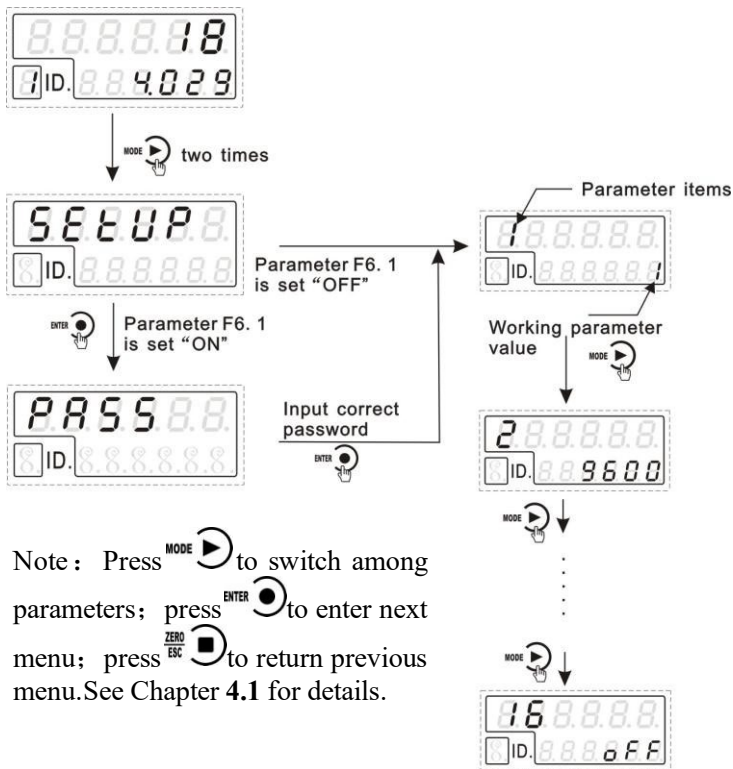 18
1 ID. 4.029
MODE two times
SEtUP
ID.
Parameter F6. 1
is set “OFF”
Parameter items
1
ID. 1
ENTER
Parameter F6. 1
is set “ON”
Working parameter
value
MODE
PASS
ID.
Input correct
password
ENTER
2
ID. 9600
MODE
Note： Press MODE to switch among
parameters；press ENTER to enter next
menu；press ZERO ESC to return previous
menu.See Chapter 4.1 for details.
MODE
16
ID. oFF